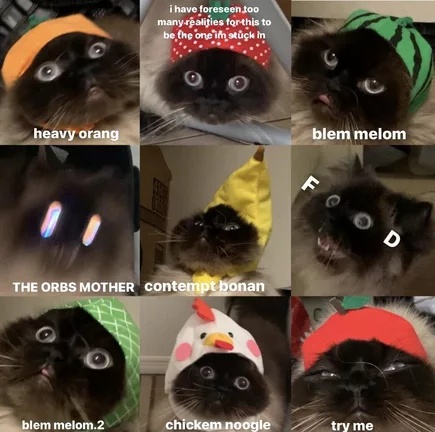 i have foreseen too
many realities for this to
be the one im stuck in
heavy orang
blem melom
THE ORBS MOTHER
contempt bonan
F
D
blem melom.2
chickem noogle
try me